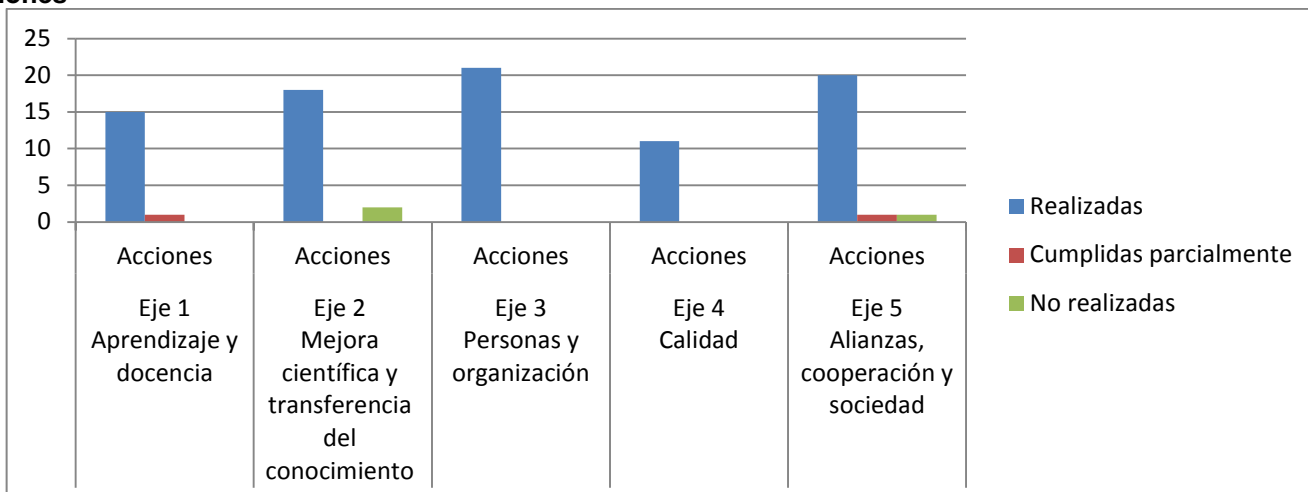 25
20
15
10
5
0
Acciones
Acciones
Acciones
Acciones
Acciones
Eje 1
Aprendizaje y
docencia
Eje 2
Mejora
científica y
transferencia
del
conocimiento
Eje 3
Personas y
organización
Eje 4
Calidad
Eje 5
Alianzas,
cooperación y
sociedad
Realizadas
Cumplidas parcialmente
No realizadas